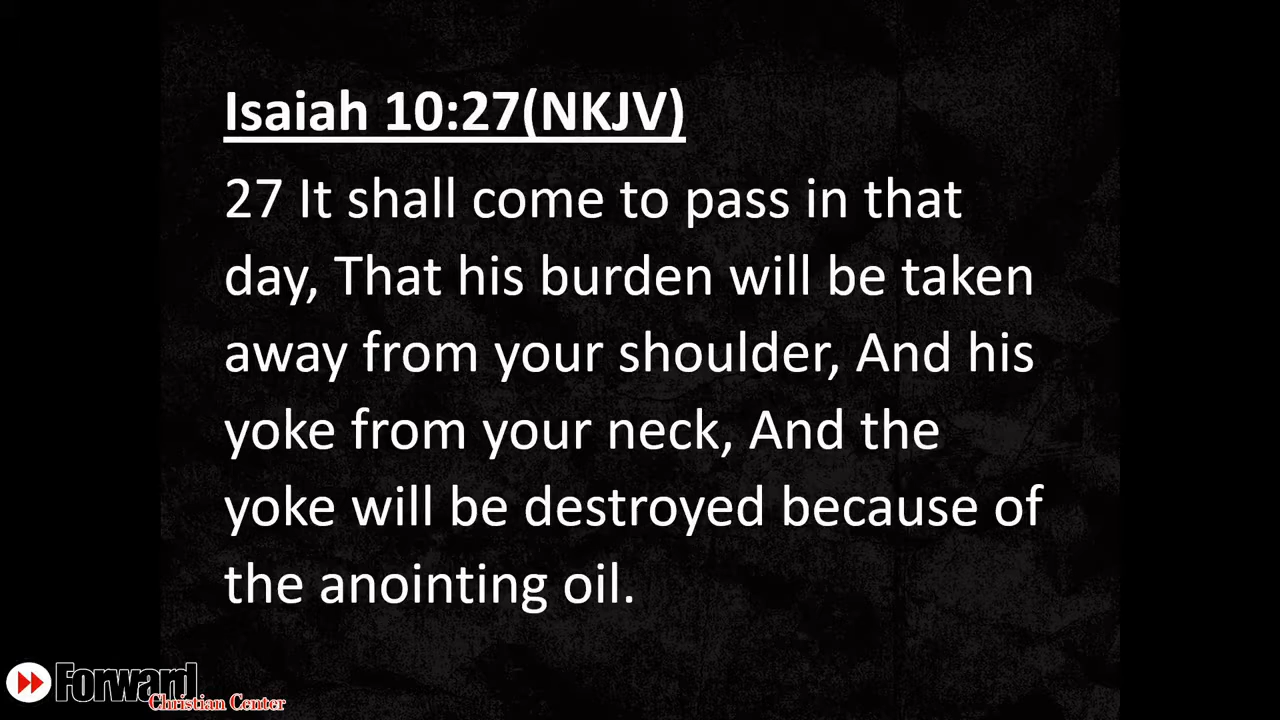 Isaiah 10:27(NKJV)
27 It shall come to pass in that
day, That his burden will be taken
away from your shoulder, And his
yoke from your neck, And the
yoke will be destroyed because of
the anointing oil.
Forward
Christian Center